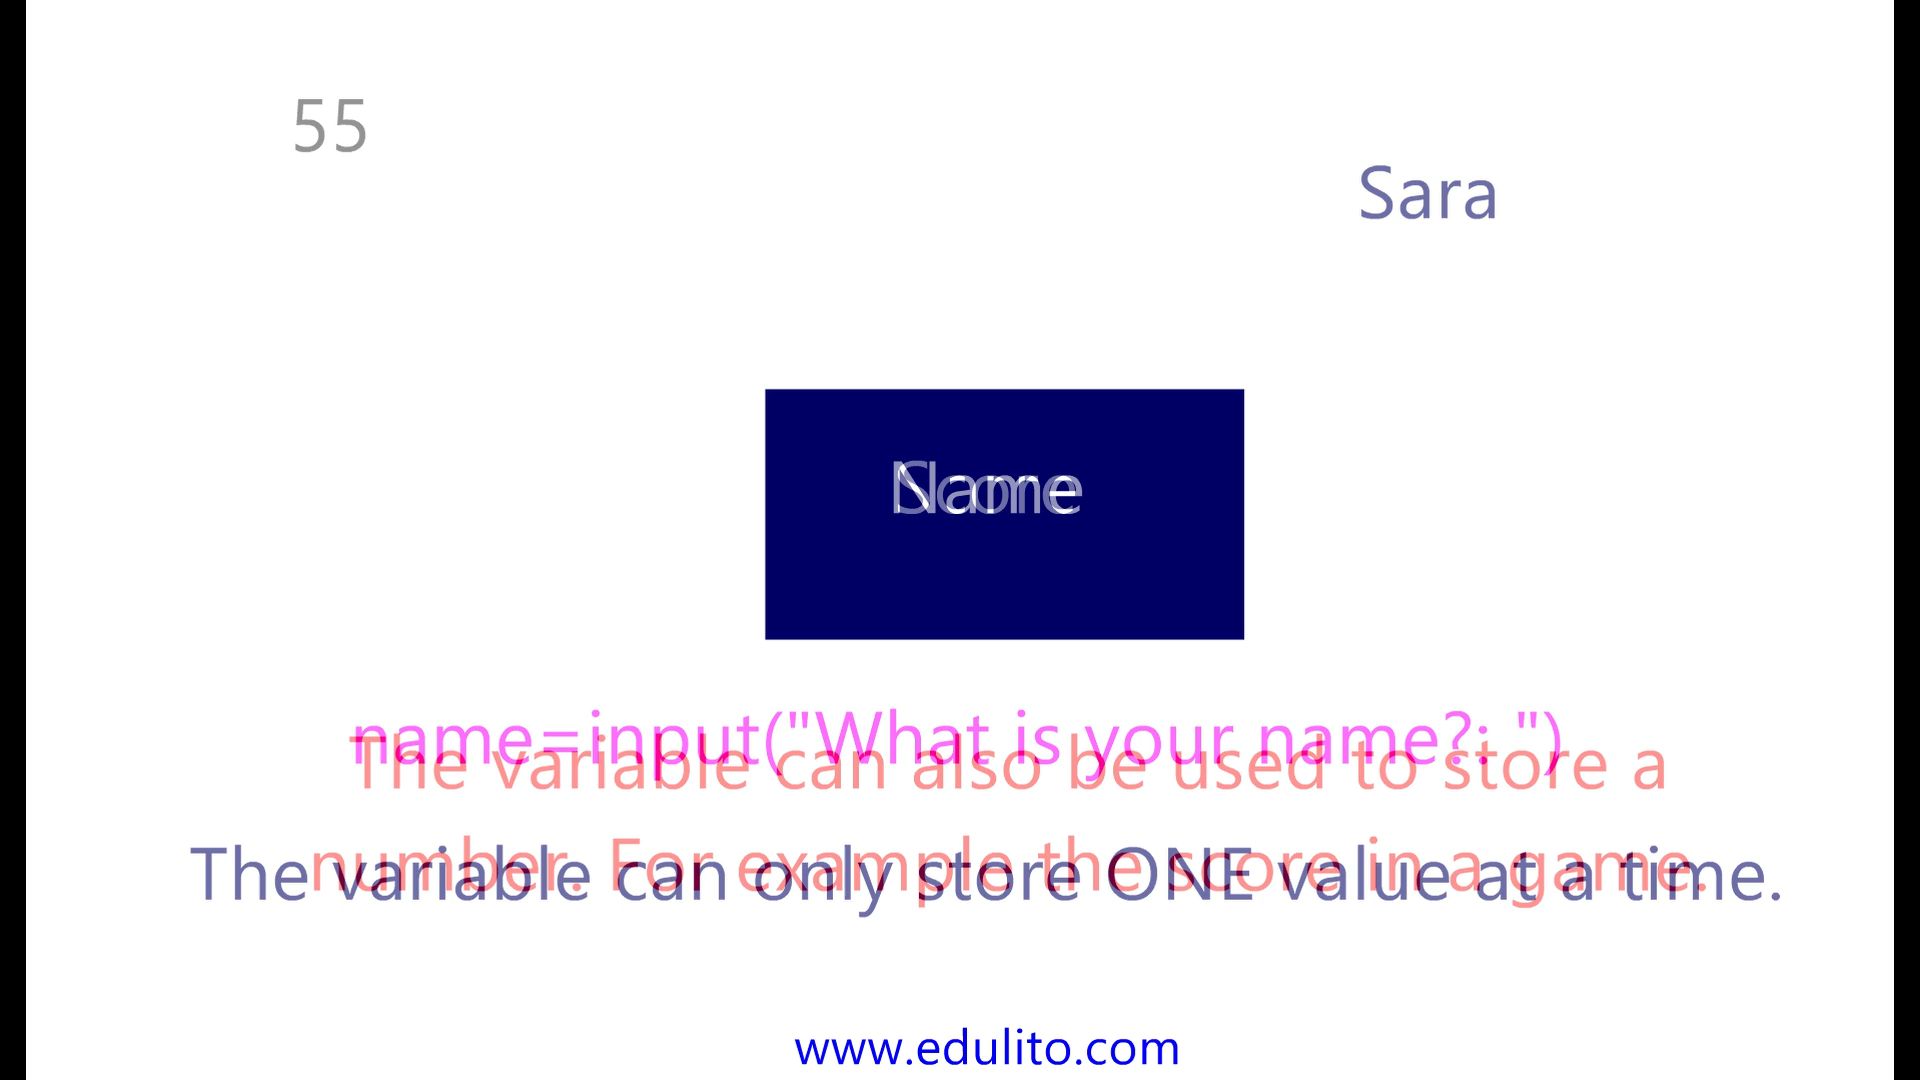 55
Sara
Name
Score
name=input("What is your name?: ")
The variable can also be used to store a
number. For example the score in a game.
The variable can only store ONE value at a time.
www.edulito.com